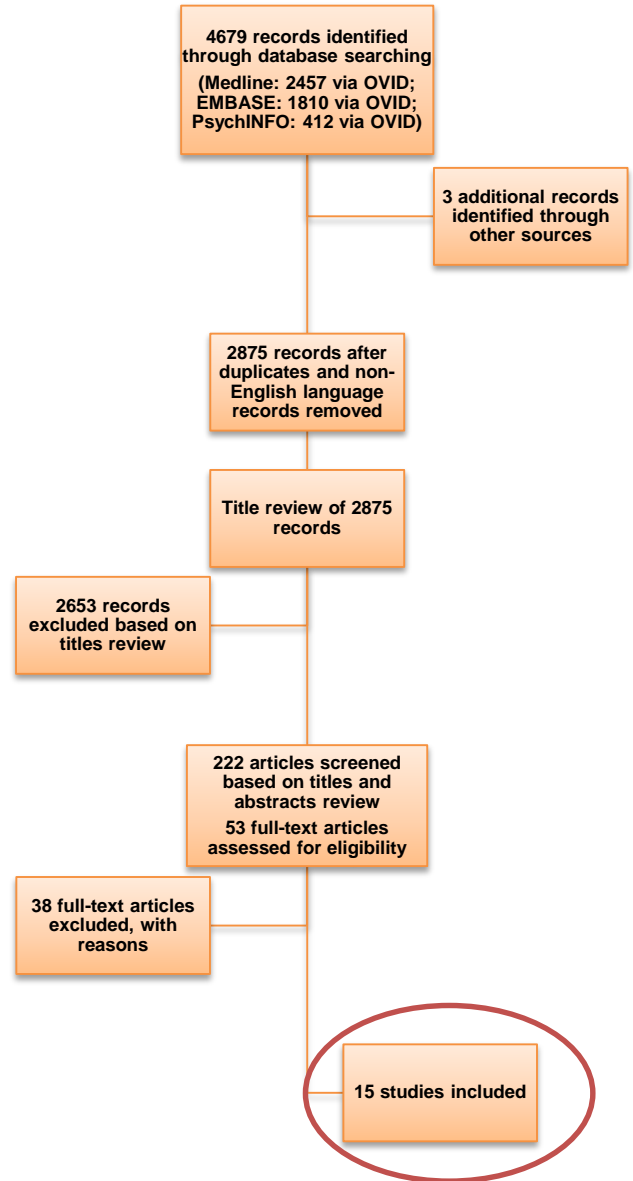 4679 records identified
through database searching
(Medline: 2457 via OVID;
EMBASE: 1810 via OVID;
PsychINFO: 412 via OVID)
3 additional records
identified through
other sources
2875 records after
duplicates and non-
English language
records removed
Title review of 2875
records
2653 records
excluded based on
titles review
222 articles screened
based on titles and
abstracts review
53 full-text articles
assessed for eligibility
38 full-text articles
excluded, with
reasons
15 studies included